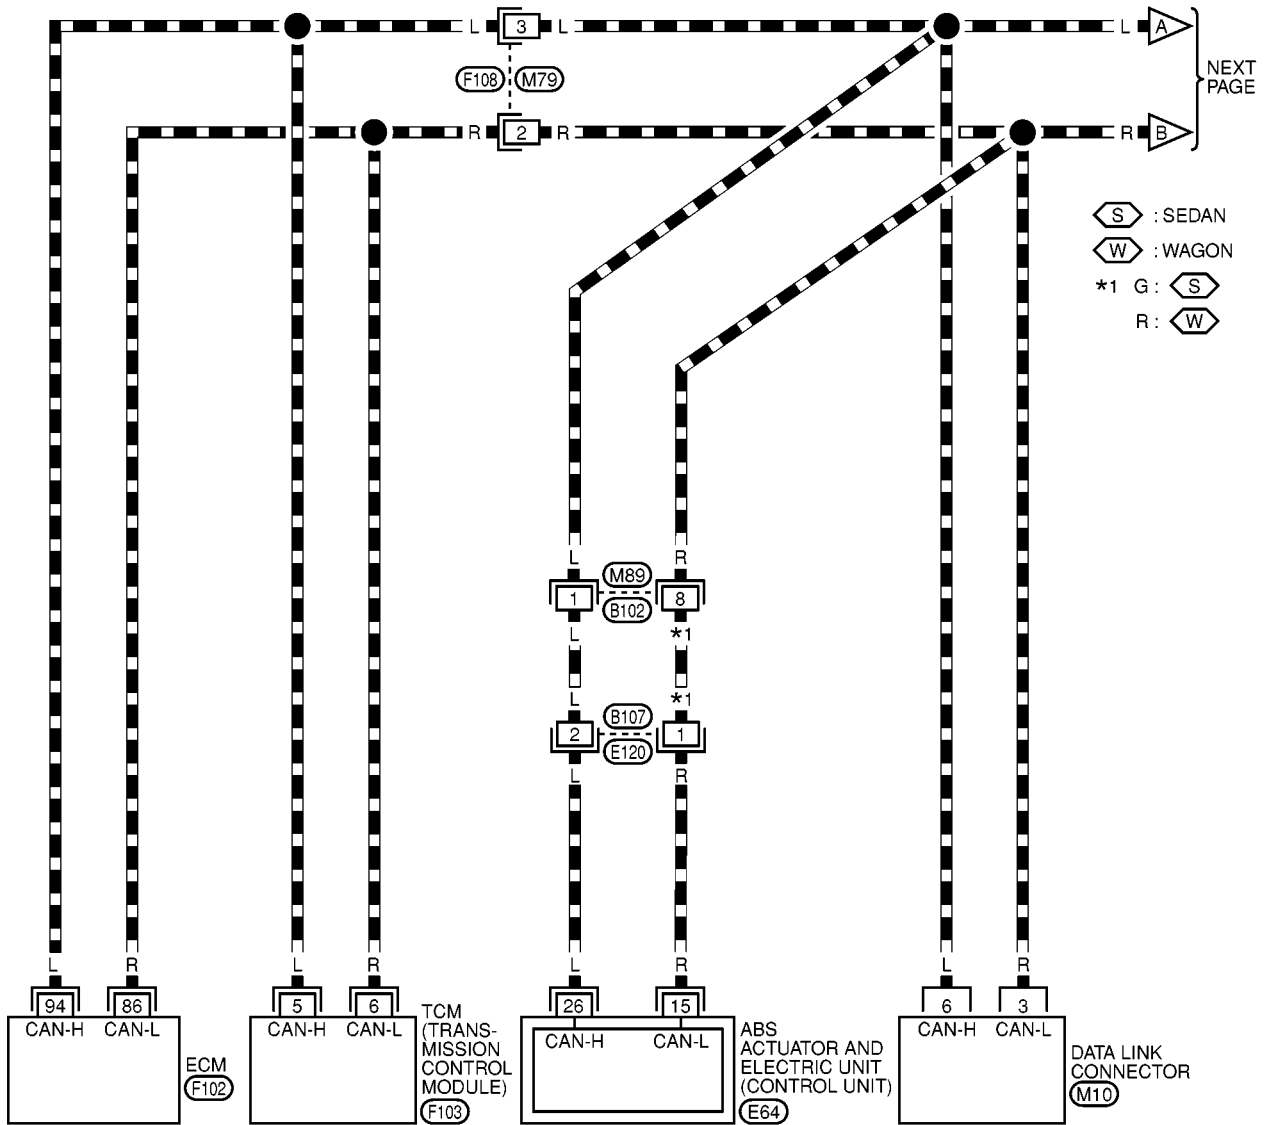 L 3 L L A
F108 M79
NEXT
PAGE
R 2 R R B
S : SEDAN
W : WAGON
*1 G : S
R : W
L R
M89
1 8
B102
L *1
L *1
B107
2 1
E120
L R
L R L R L R L R
94 86 5 6 26 15 6 3
CAN-H CAN-L CAN-H CAN-L CAN-H CAN-L CAN-H CAN-L
ECM
F102
TCM
(TRANS-
MISSION
CONTROL
MODULE)
F103
ABS
ACTUATOR AND
ELECTRIC UNIT
(CONTROL UNIT)
E64
DATA LINK
CONNECTOR
M10